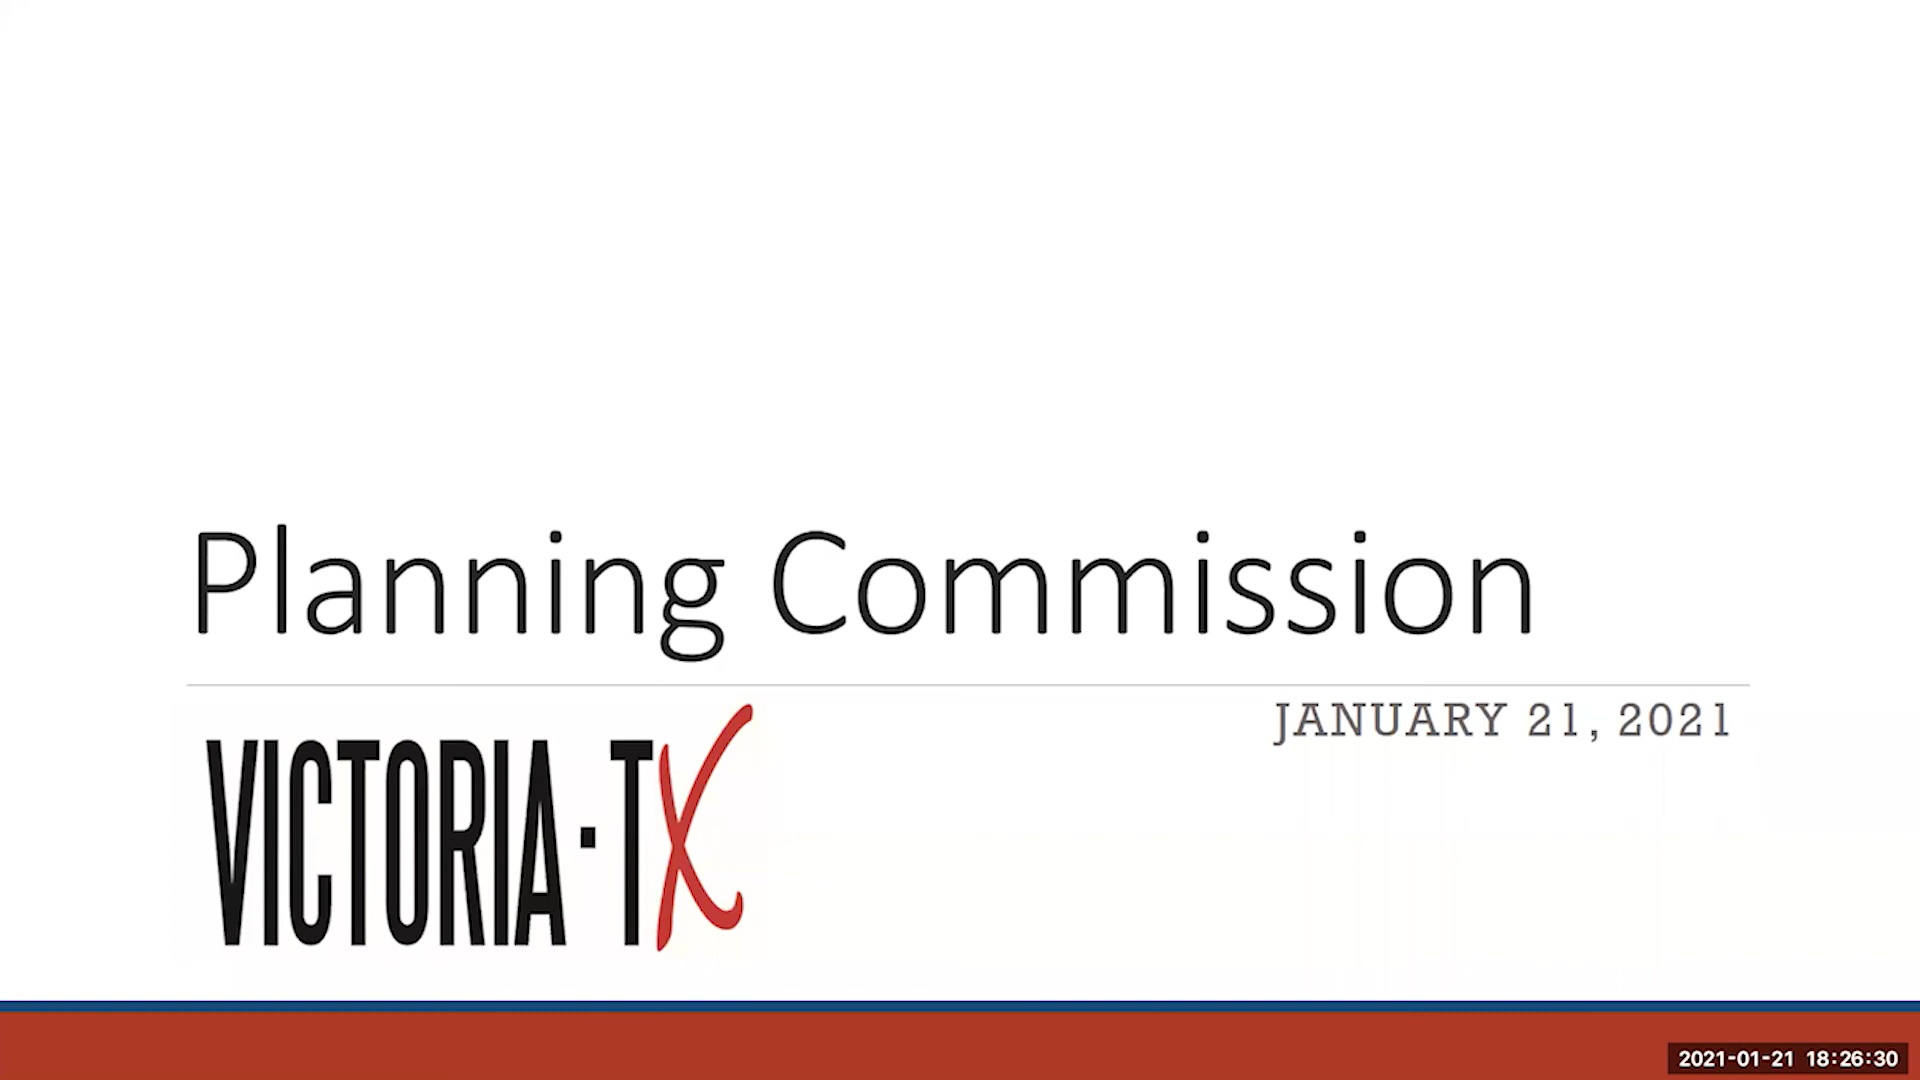 Planning Commission
JANUARY 21, 2021
VICTORIA · TX
2021-01-21 18:26:30